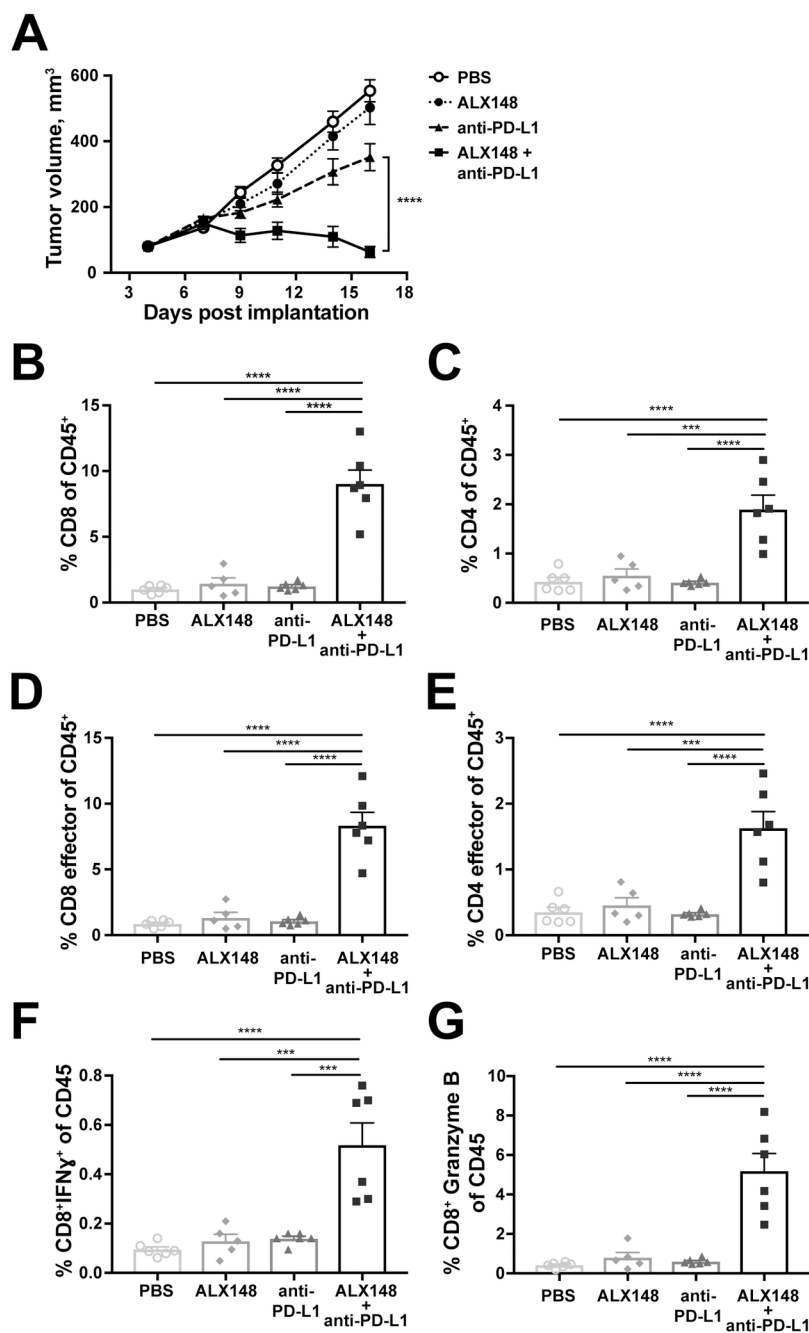 A
Tumor volume, mm³
600
400
200
0
3 6 9 12 15 18
Days post implantation
PBS
ALX148
anti-PD-L1
ALX148 +
anti-PD-L1
****
B
% CD8 of CD45⁺
15
10
5
0
****
****
****
PBS ALX148 anti-PD-L1 ALX148 + anti-PD-L1
C
% CD4 of CD45⁺
4
3
2
1
0
****
***
****
PBS ALX148 anti-PD-L1 ALX148 + anti-PD-L1
D
% CD8 effector of CD45⁺
15
10
5
0
****
****
****
PBS ALX148 anti-PD-L1 ALX148 + anti-PD-L1
E
% CD4 effector of CD45⁺
3
2
1
0
****
***
****
PBS ALX148 anti-PD-L1 ALX148 + anti-PD-L1
F
% CD8⁺IFNγ⁺ of CD45
0.8
0.6
0.4
0.2
0.0
****
***
***
PBS ALX148 anti-PD-L1 ALX148 + anti-PD-L1
G
% CD8⁺ Granzyme B
of CD45
10
8
6
4
2
0
****
****
****
PBS ALX148 anti-PD-L1 ALX148 + anti-PD-L1